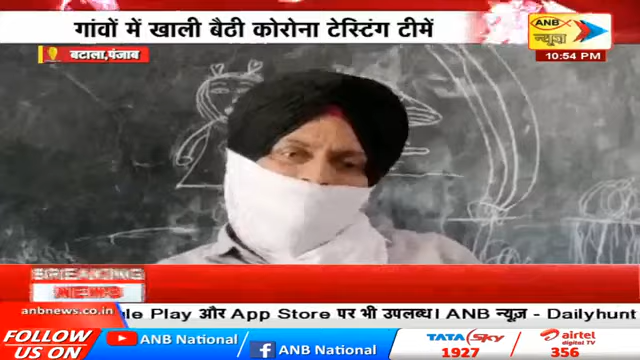 गांवों में खाली बैठी कोरोना टेस्टिंग टीमें
ANB
न्यूज़
बटाला,पंजाब
10:54 PM
BREAKING
NEWS
anbnews.co.in
le Play और App Store पर भी उपलब्ध। ANB न्यूज़ - Dailyhunt
FOLLOW
US ON
ANB National
ANB National
TATA Sky
1927
airtel
digital TV
356